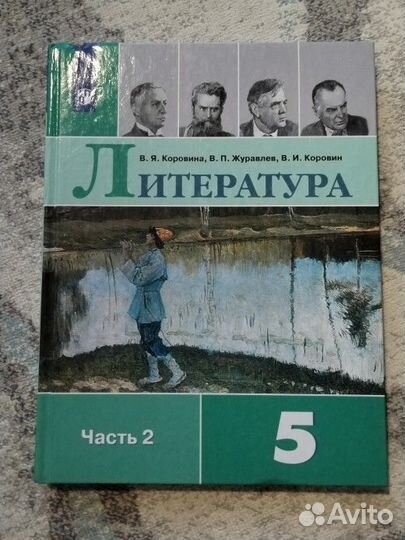 В. Я. Коровина, В. П. Журавлев, В. И. Коровин
ЛИТЕРАТУРА
Часть 2
5
Avito